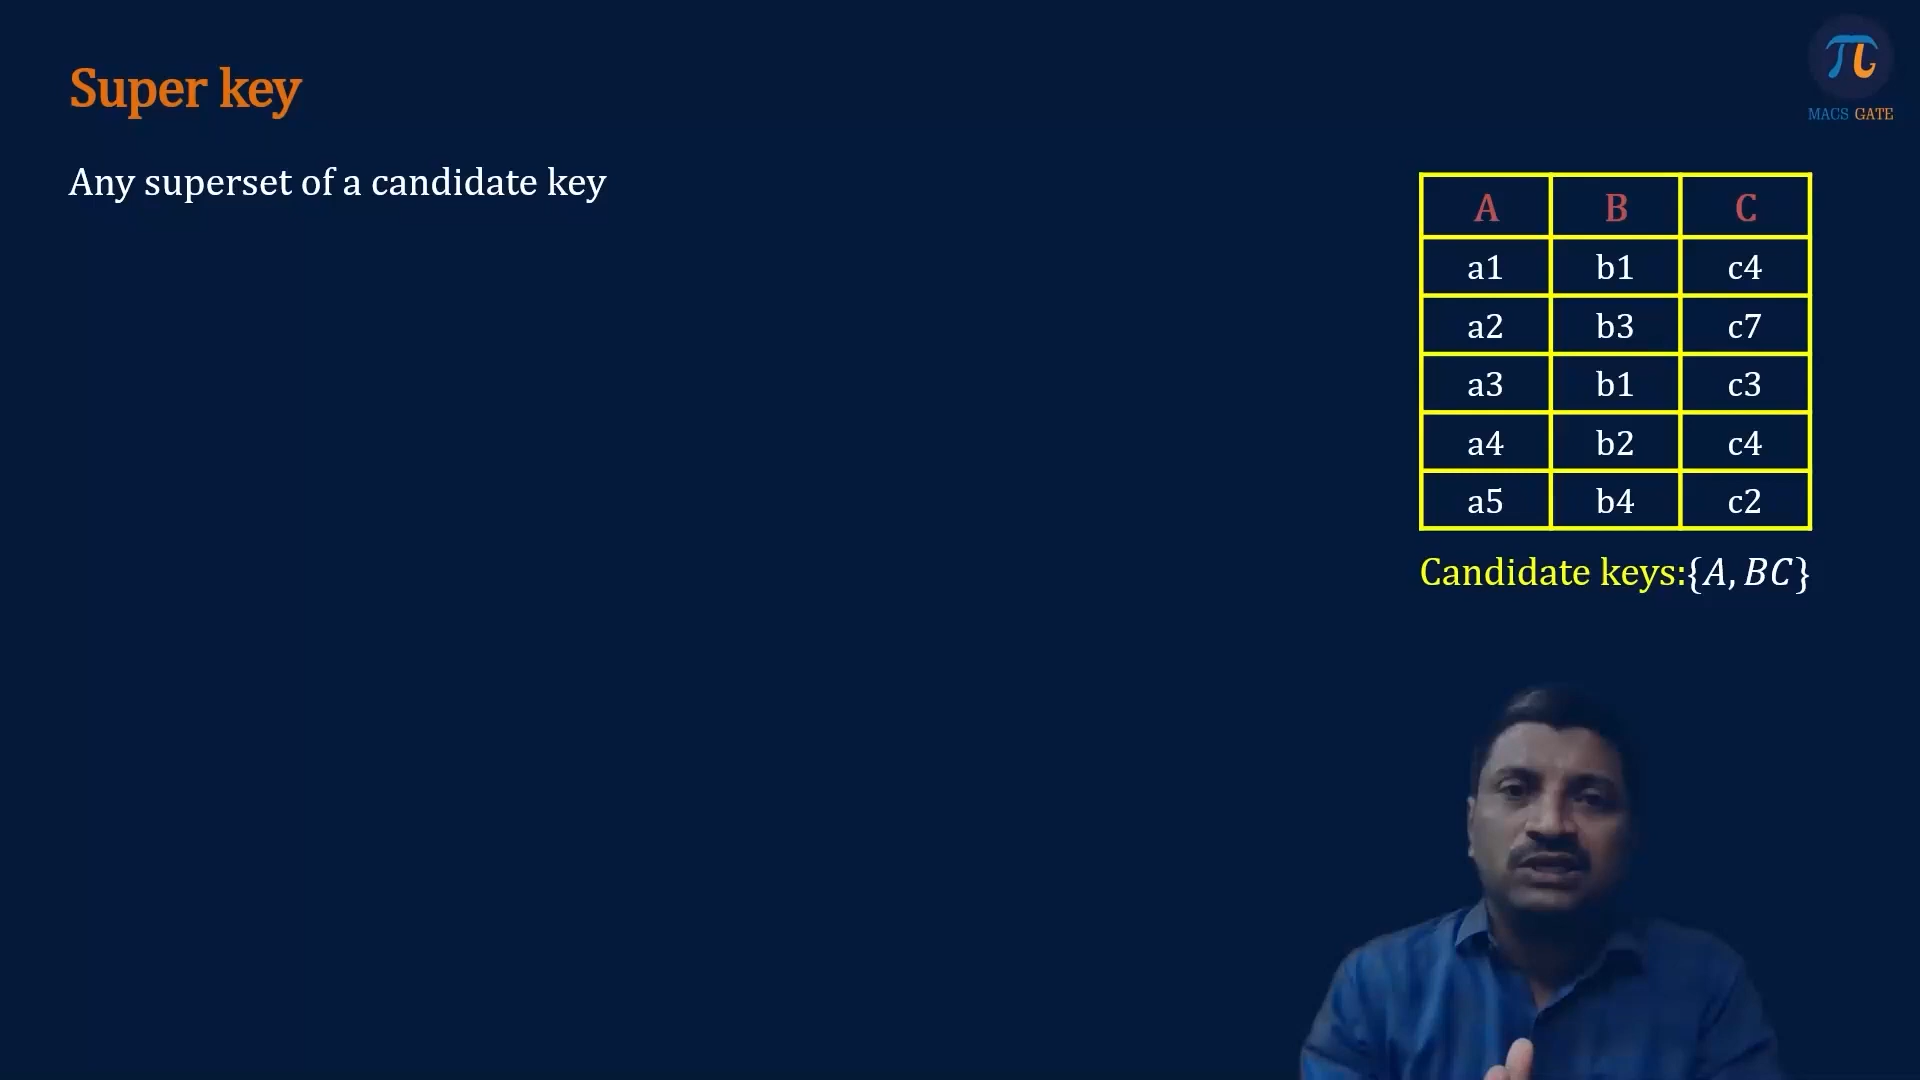 Super key
MACS GATE
Any superset of a candidate key
A B C
a1 b1 c4
a2 b3 c7
a3 b1 c3
a4 b2 c4
a5 b4 c2
Candidate keys:{A, BC}